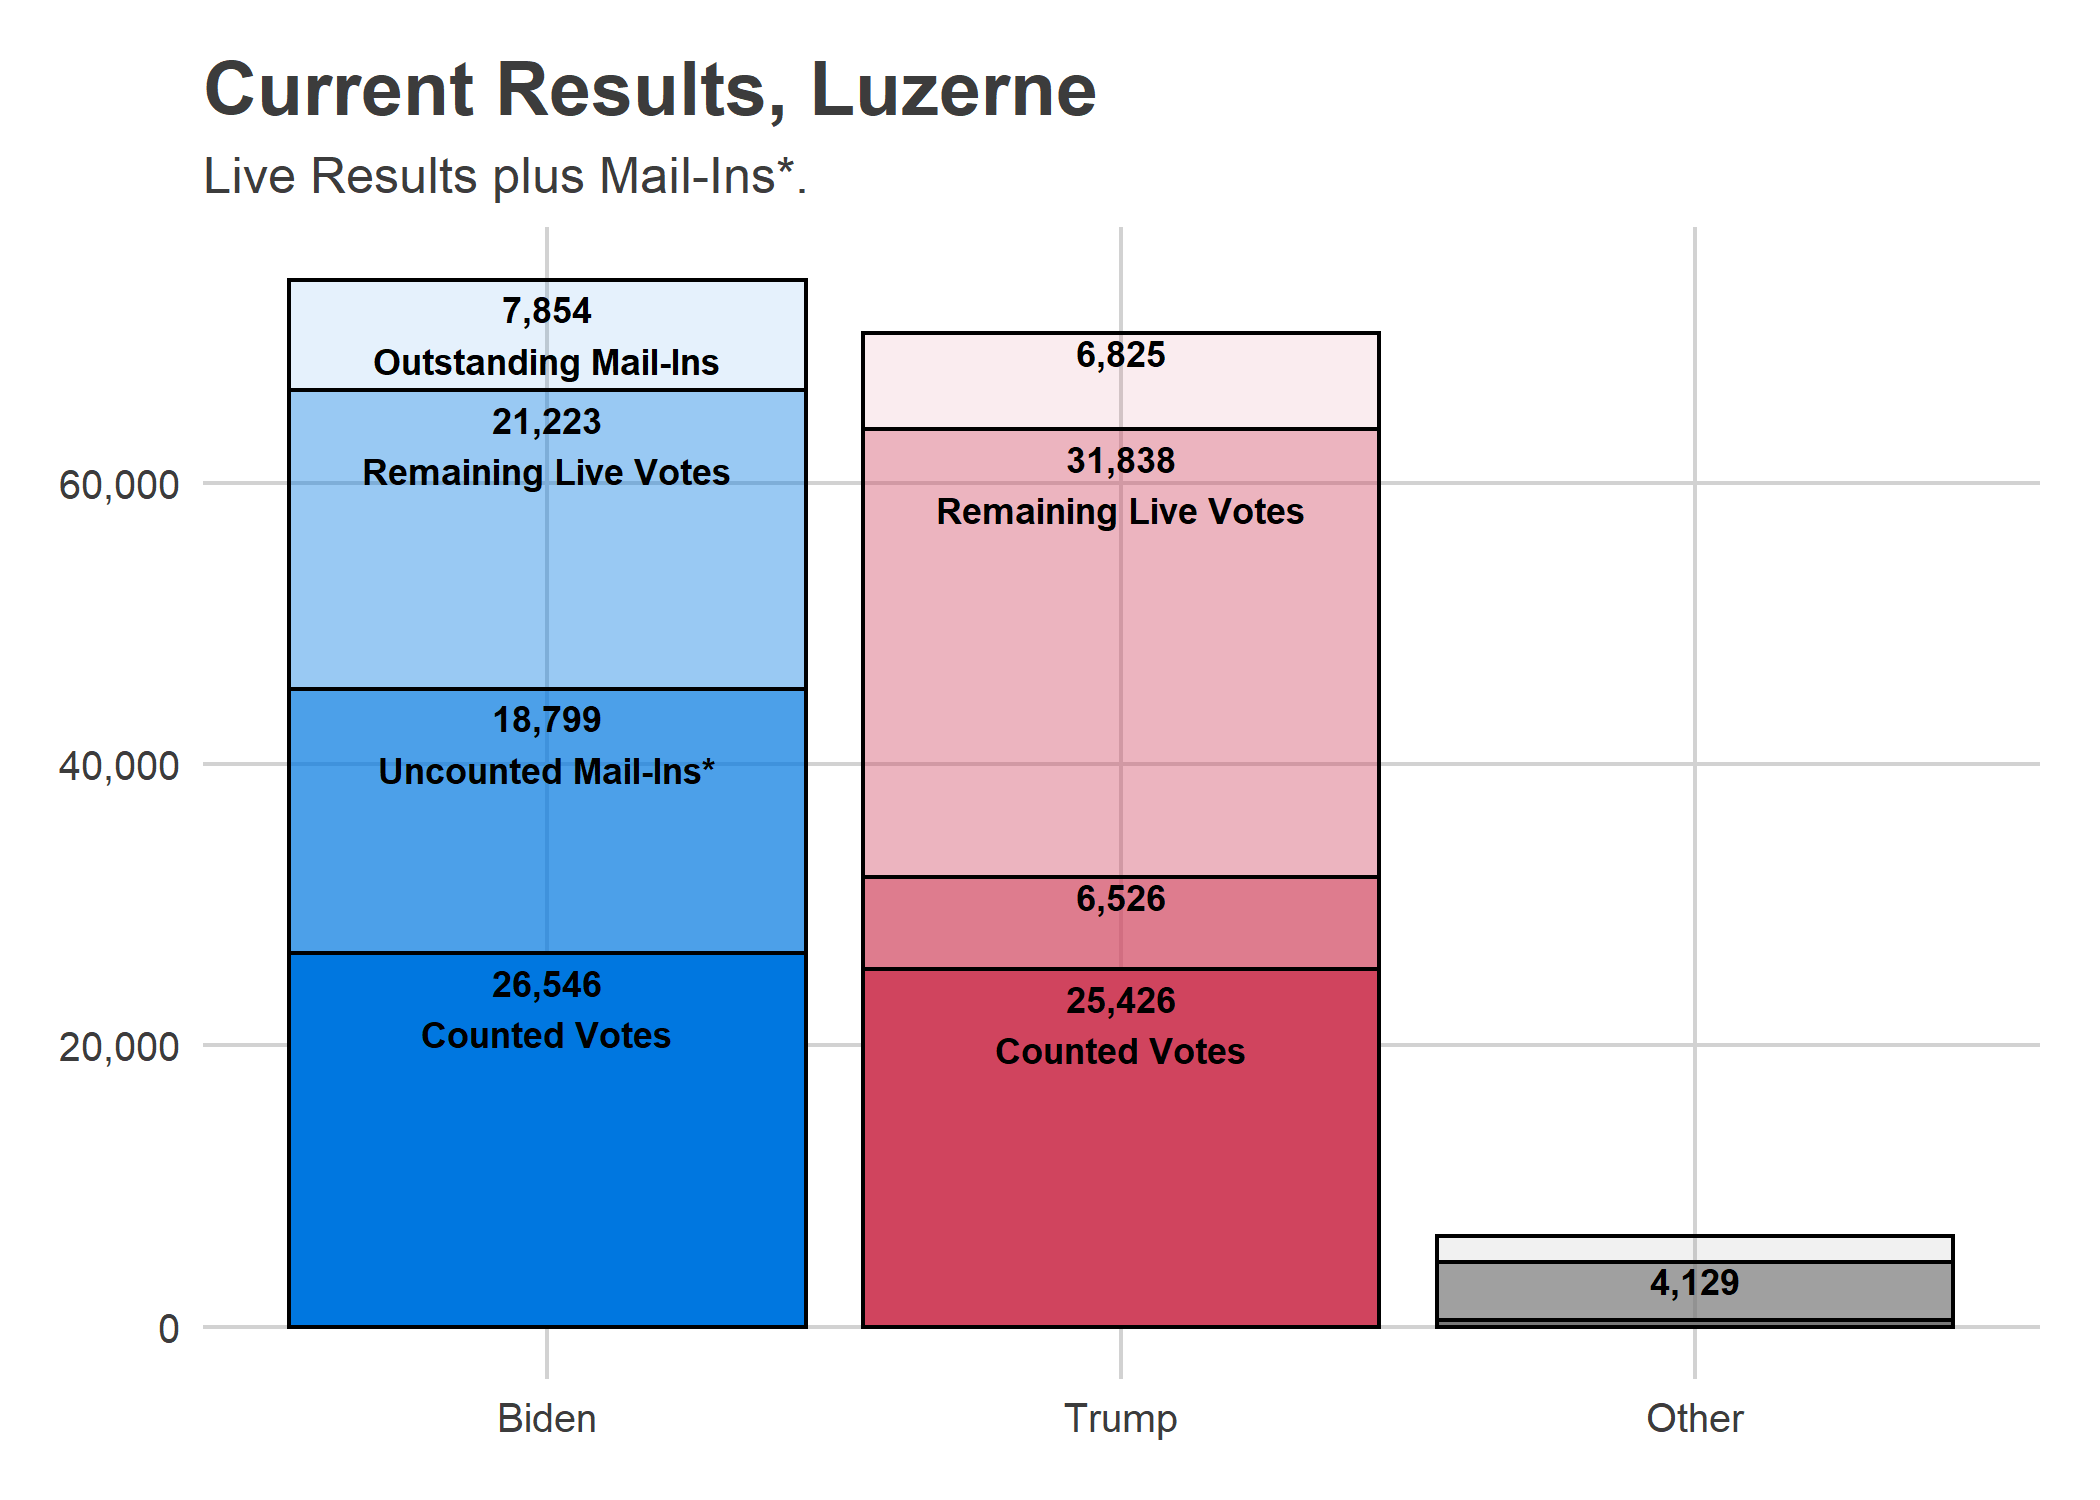 Current Results, Luzerne
Live Results plus Mail-Ins*.
7,854
Outstanding Mail-Ins
21,223
Remaining Live Votes
18,799
Uncounted Mail-Ins*
26,546
Counted Votes
6,825
31,838
Remaining Live Votes
6,526
25,426
Counted Votes
4,129
60,000
40,000
20,000
0
Biden
Trump
Other